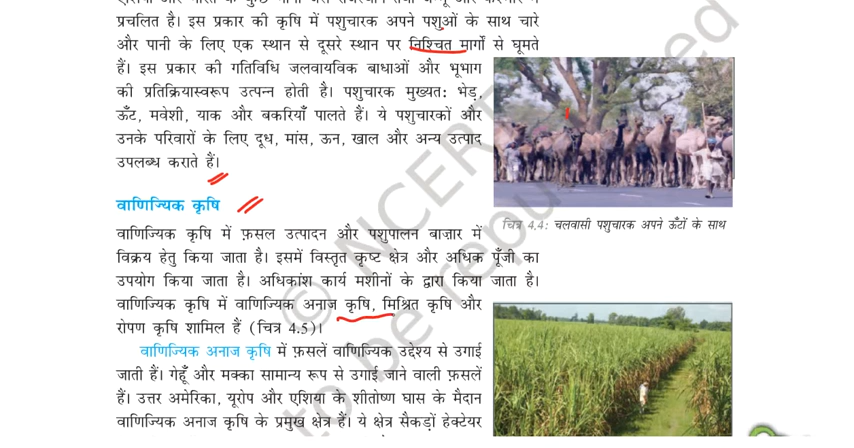 प्रचलित है। इस प्रकार की कृषि में पशुचारक अपने पशुओं के साथ चारे
और पानी के लिए एक स्थान से दूसरे स्थान पर निश्चित मार्गों से घूमते
हैं। इस प्रकार की गतिविधि जलवायविक बाधाओं और भूभाग
की प्रतिक्रियास्वरूप उत्पन्न होती है। पशुचारक मुख्यतः भेड़,
ऊँट, मवेशी, याक और बकरियाँ पालते हैं। ये पशुचारकों और
उनके परिवारों के लिए दूध, मांस, ऊन, खाल और अन्य उत्पाद
उपलब्ध कराते हैं।
वाणिज्यिक कृषि
चित्र 4.4: चलवासी पशुचारक अपने ऊँटों के साथ
वाणिज्यिक कृषि में फ़सल उत्पादन और पशुपालन बाज़ार में
विक्रय हेतु किया जाता है। इसमें विस्तृत कृष्ट क्षेत्र और अधिक पूँजी का
उपयोग किया जाता है। अधिकांश कार्य मशीनों के द्वारा किया जाता है।
वाणिज्यिक कृषि में वाणिज्यिक अनाज कृषि, मिश्रित कृषि और
रोपण कृषि शामिल हैं (चित्र 4.5)।
वाणिज्यिक अनाज कृषि में फ़सलें वाणिज्यिक उद्देश्य से उगाई
जाती हैं। गेहूँ और मक्का सामान्य रूप से उगाई जाने वाली फ़सलें
हैं। उत्तर अमेरिका, यूरोप और एशिया के शीतोष्ण घास के मैदान
वाणिज्यिक अनाज कृषि के प्रमुख क्षेत्र हैं। ये क्षेत्र सैकड़ों हेक्टेयर
© NCERT
to be republished